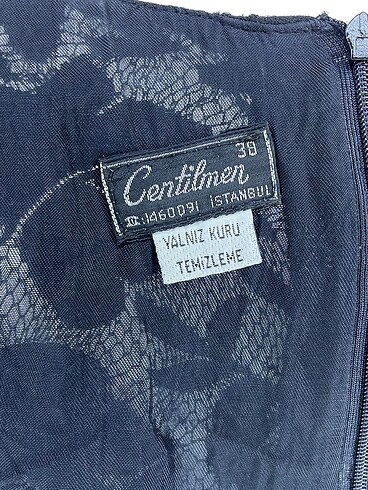 38
Centilmen
☎:1460091 İSTANBUL
YALNIZ KURU
TEMİZLEME